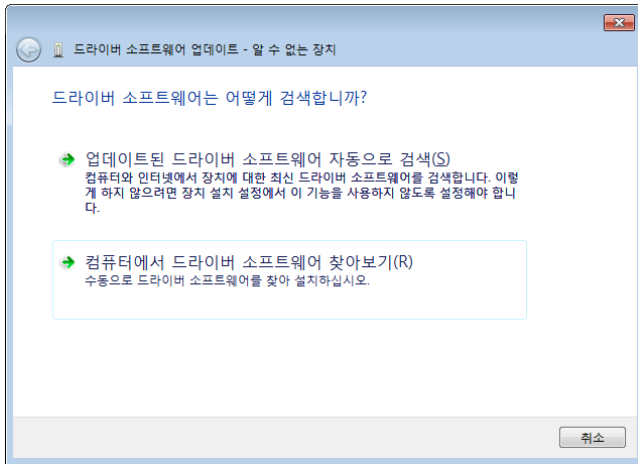 드라이버 소프트웨어 업데이트 - 알 수 없는 장치
드라이버 소프트웨어는 어떻게 검색합니까?
업데이트된 드라이버 소프트웨어 자동으로 검색(S)
컴퓨터와 인터넷에서 장치에 대한 최신 드라이버 소프트웨어를 검색합니다. 이렇
게 하지 않으려면 장치 설치 설정에서 이 기능을 사용하지 않도록 설정해야 합니
다.
컴퓨터에서 드라이버 소프트웨어 찾아보기(R)
수동으로 드라이버 소프트웨어를 찾아 설치하십시오.
취소